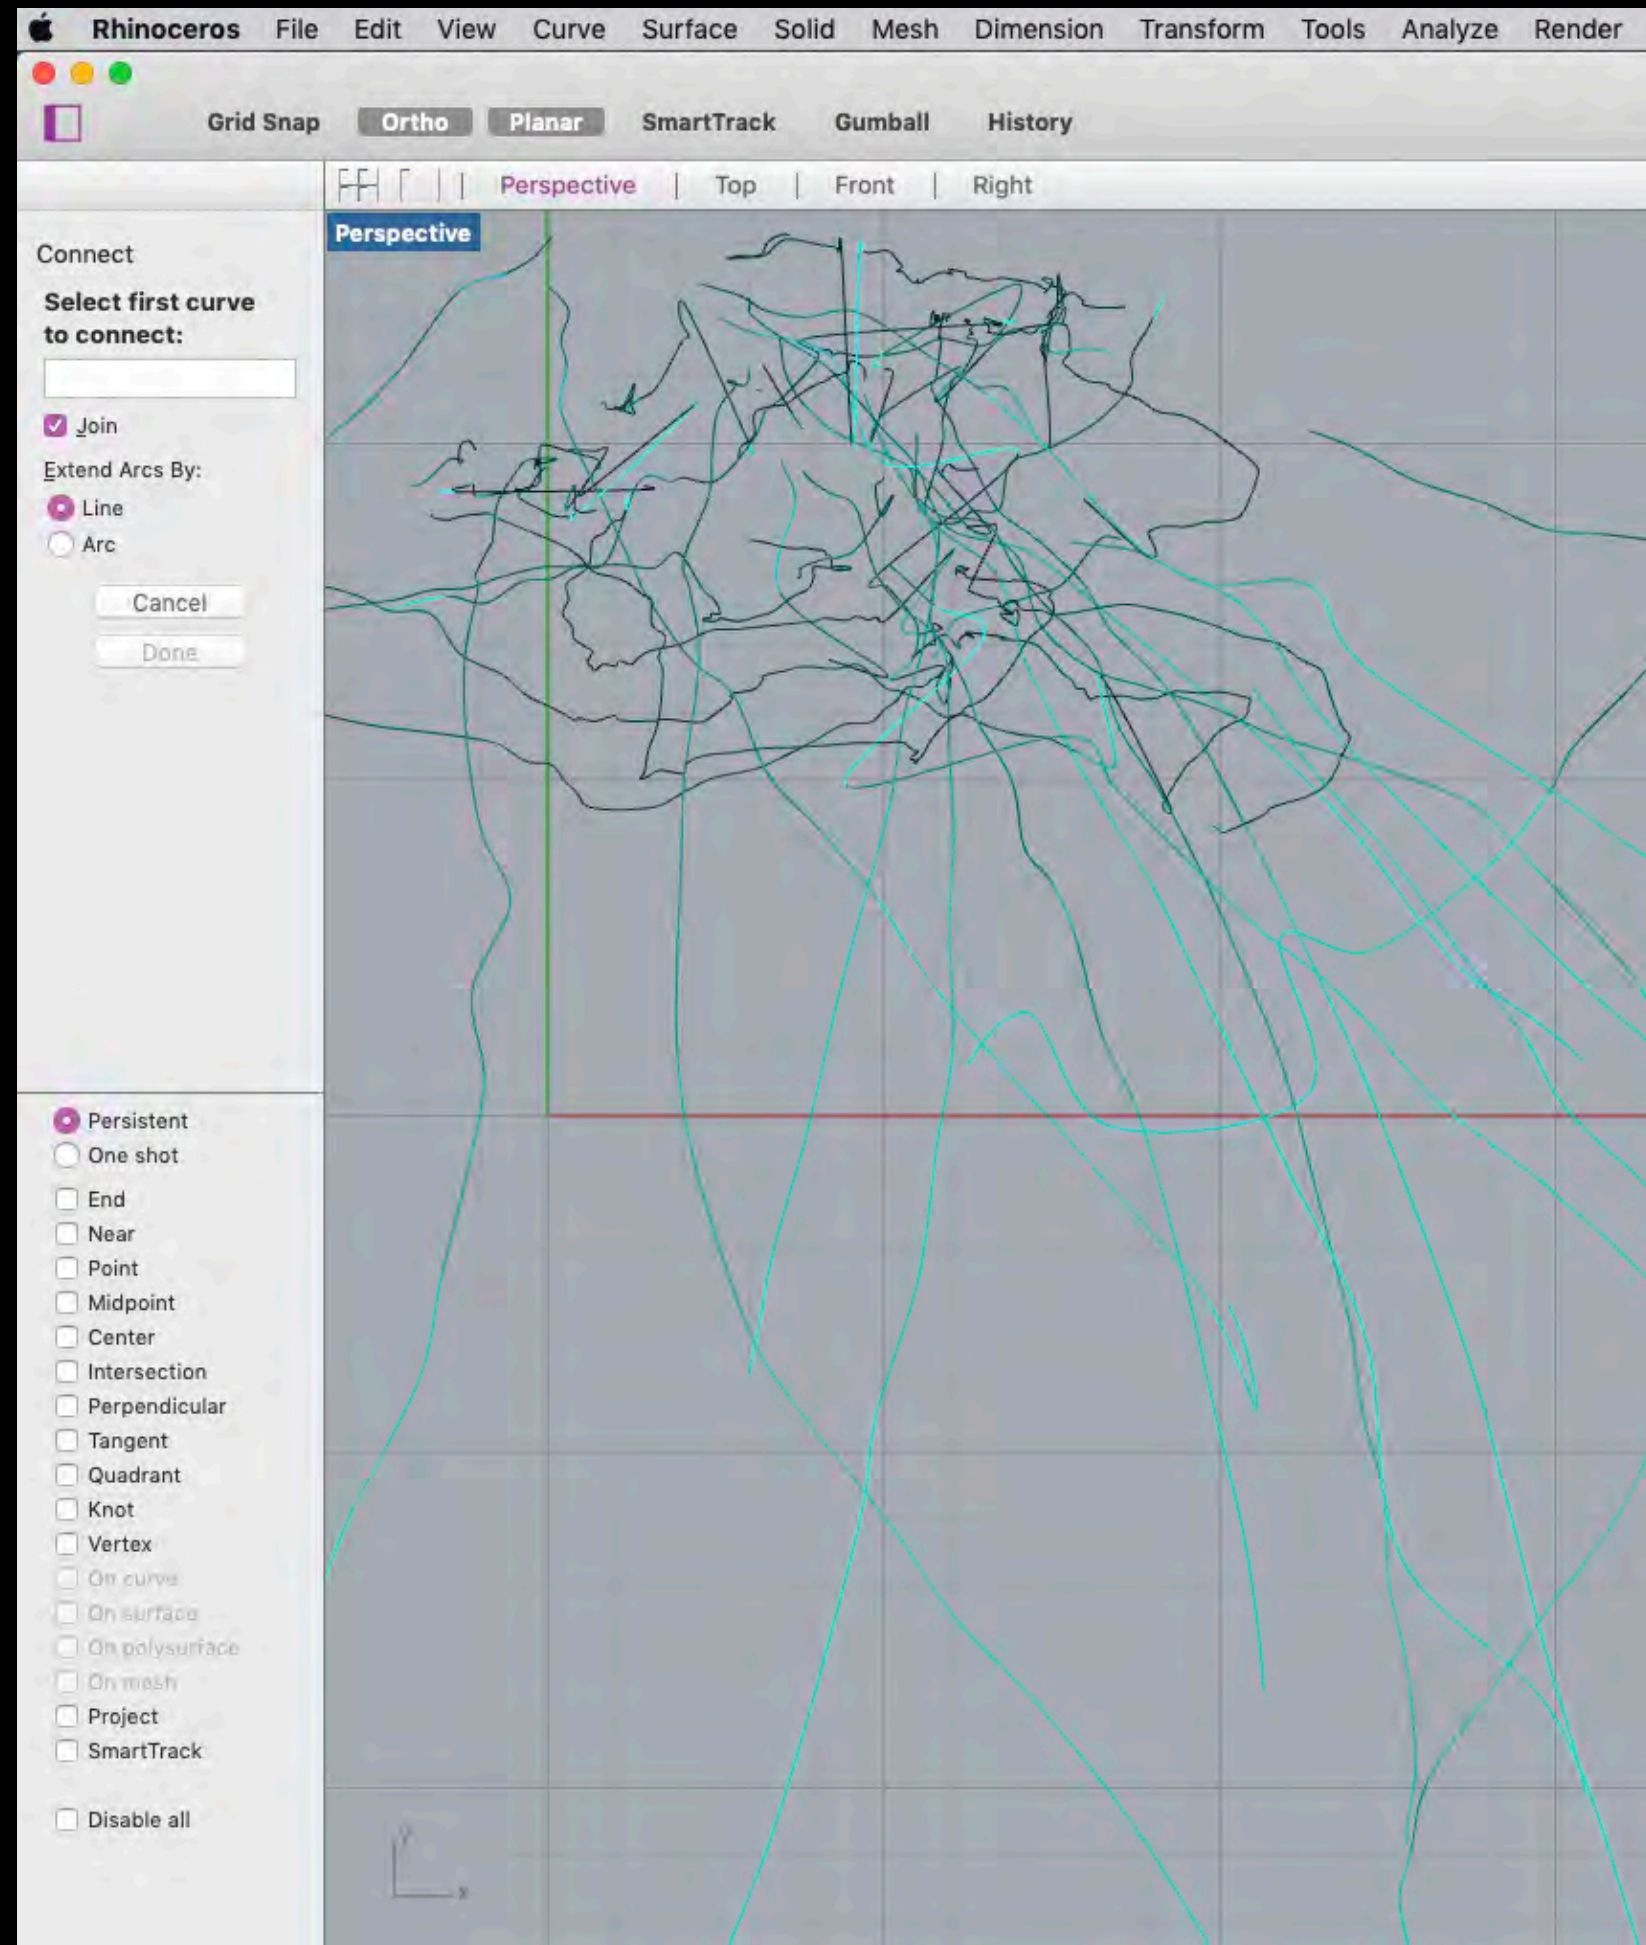 Rhinoceros File Edit View Curve Surface Solid Mesh Dimension Transform Tools Analyze Render
Grid Snap Ortho Planar SmartTrack Gumball History
Perspective | Top | Front | Right
Perspective
Connect
Select first curve
to connect:
Join
Extend Arcs By:
Line
Arc
Cancel
Done
Persistent
One shot
End
Near
Point
Midpoint
Center
Intersection
Perpendicular
Tangent
Quadrant
Knot
Vertex
On curve
On surface
On polysurface
On mesh
Project
SmartTrack
Disable all
y
x